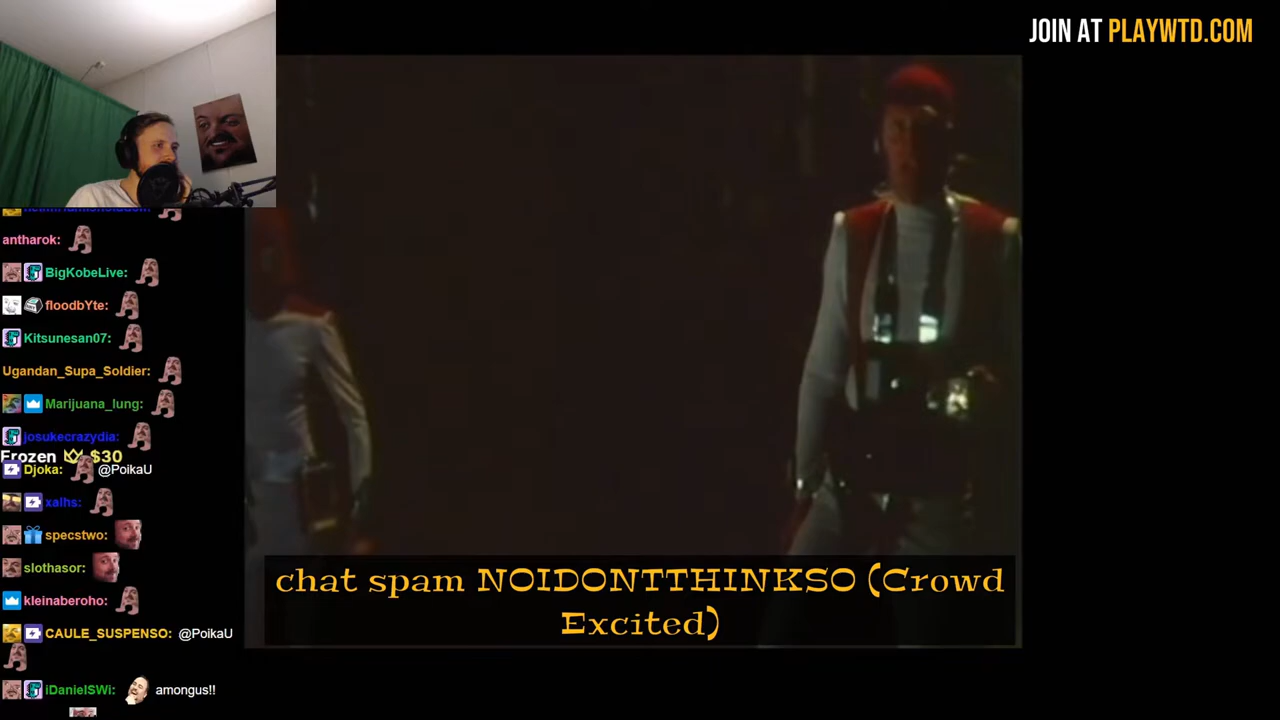 JOIN AT PLAYWTD.COM
antharok:
BigKobeLive:
floodbYte:
Kitsunesan07:
Ugandan_Supa_Soldier:
Marijuana_lung:
josukecrazydia:
Frozen $30
Djoka: @PoikaU
xalhs:
specstwo:
slothasor:
kleinaberoho:
CAULE_SUSPENSO: @PoikaU
iDanielSWi: amongus!!
chat spam NOIDONTTHINKSO (Crowd
Excited)